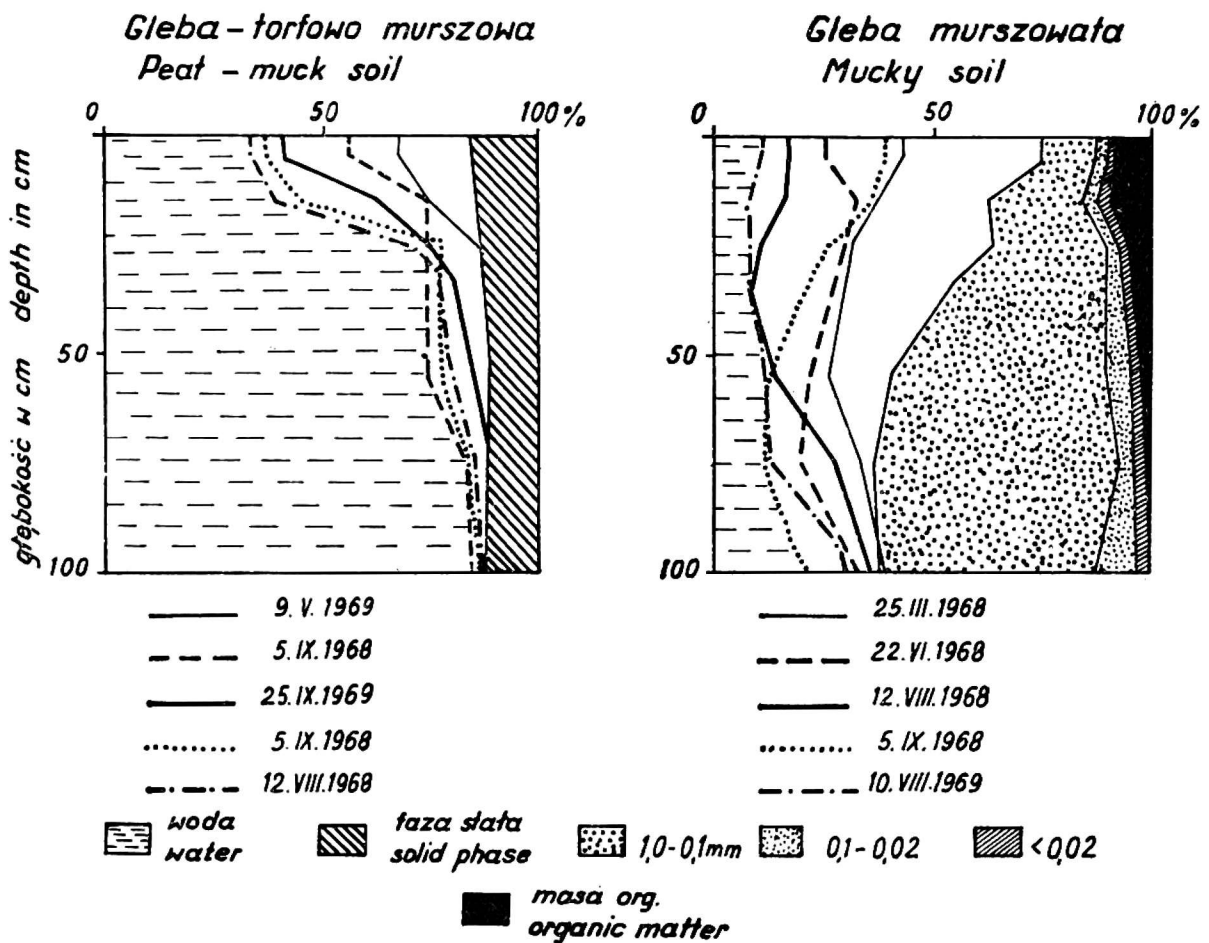 Gleba-torfowo murszowa
Peat - muck soil
0 50 100%
głębokość w cm depth in cm
50
100
9. V. 1969
5. IX. 1968
25. IX. 1969
5. IX. 1968
12. VIII. 1968
Gleba murszowata
Mucky soil
0 50 100%
50
100
25. III. 1968
22. VI. 1968
12. VIII. 1968
5. IX. 1968
10. VIII. 1969
woda
water
faza stała
solid phase
1,0-0,1mm
0,1-0,02
<0,02
masa org.
organic matter